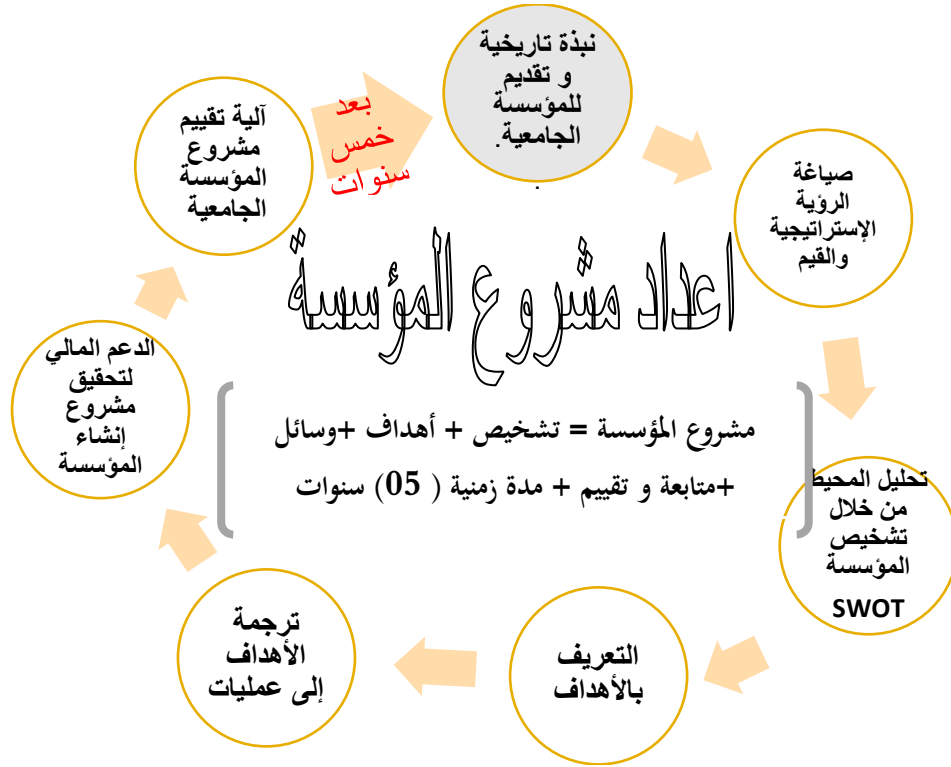 نبذة تاريخية
و تقديم
للمؤسسة
الجامعية.
.
صياغة
الرؤية
الإستراتيجية
والقيم
تحليل المحيط
من خلال
تشخيص
المؤسسة
SWOT
التعريف
بالأهداف
ترجمة
الأهداف
إلى عمليات
الدعم المالي
لتحقيق
مشروع
إنشاء
المؤسسة
آلية تقييم
مشروع
المؤسسة
الجامعية
بعد
خمس
سنوات
اعداد مشروع المؤسسة
مشروع المؤسسة = تشخيص + أهداف +وسائل
+متابعة و تقييم + مدة زمنية ( 05) سنوات